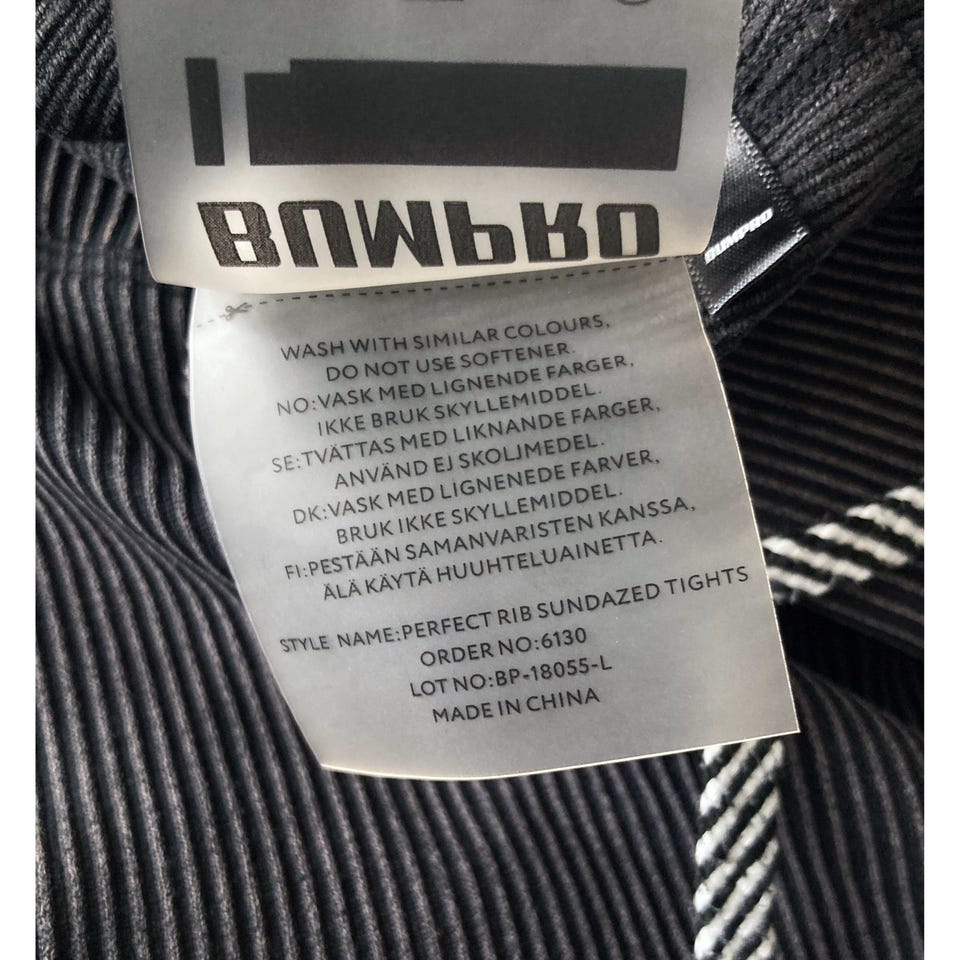 BUMPRO
BUMPRO
WASH WITH SIMILAR COLOURS,
DO NOT USE SOFTENER.
NO:VASK MED LIGNENDE FARGER,
IKKE BRUK SKYLLEMIDDEL.
SE:TVÄTTAS MED LIKNANDE FARGER,
ANVÄND EJ SKOLJMEDEL.
DK:VASK MED LIGNENEDE FARVER,
BRUK IKKE SKYLLEMIDDEL.
FI:PESTÄÄN SAMANVARISTEN KANSSA,
ÄLÄ KÄYTÄ HUUHTELUAINETTA.
STYLE NAME:PERFECT RIB SUNDAZED TIGHTS
ORDER NO:6130
LOT NO:BP-18055-L
MADE IN CHINA